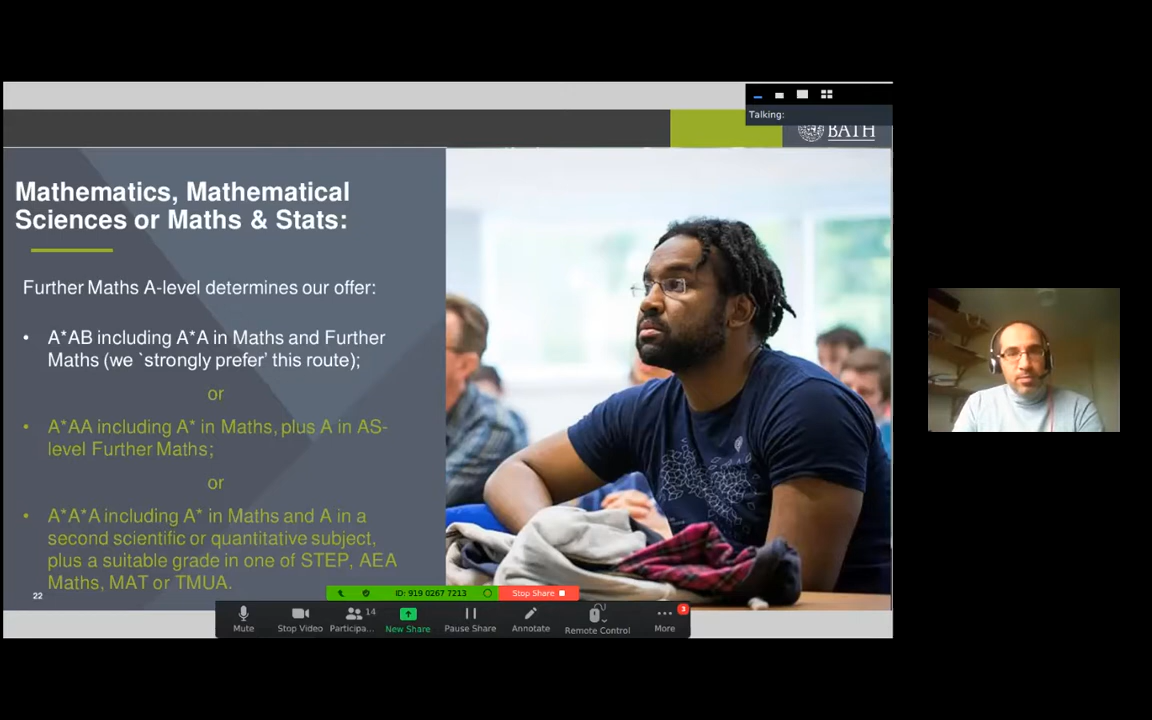 Talking:
BATH
Mathematics, Mathematical
Sciences or Maths & Stats:
Further Maths A-level determines our offer:
• A*AB including A*A in Maths and Further
Maths (we `strongly prefer' this route);
or
• A*AA including A* in Maths, plus A in AS-
level Further Maths;
or
• A*A*A including A* in Maths and A in a
second scientific or quantitative subject,
plus a suitable grade in one of STEP, AEA
Maths, MAT or TMUA.
22
ID: 919 0267 7213 Stop Share
14 3
Mute Stop Video Participa... New Share Pause Share Annotate Remote Control More